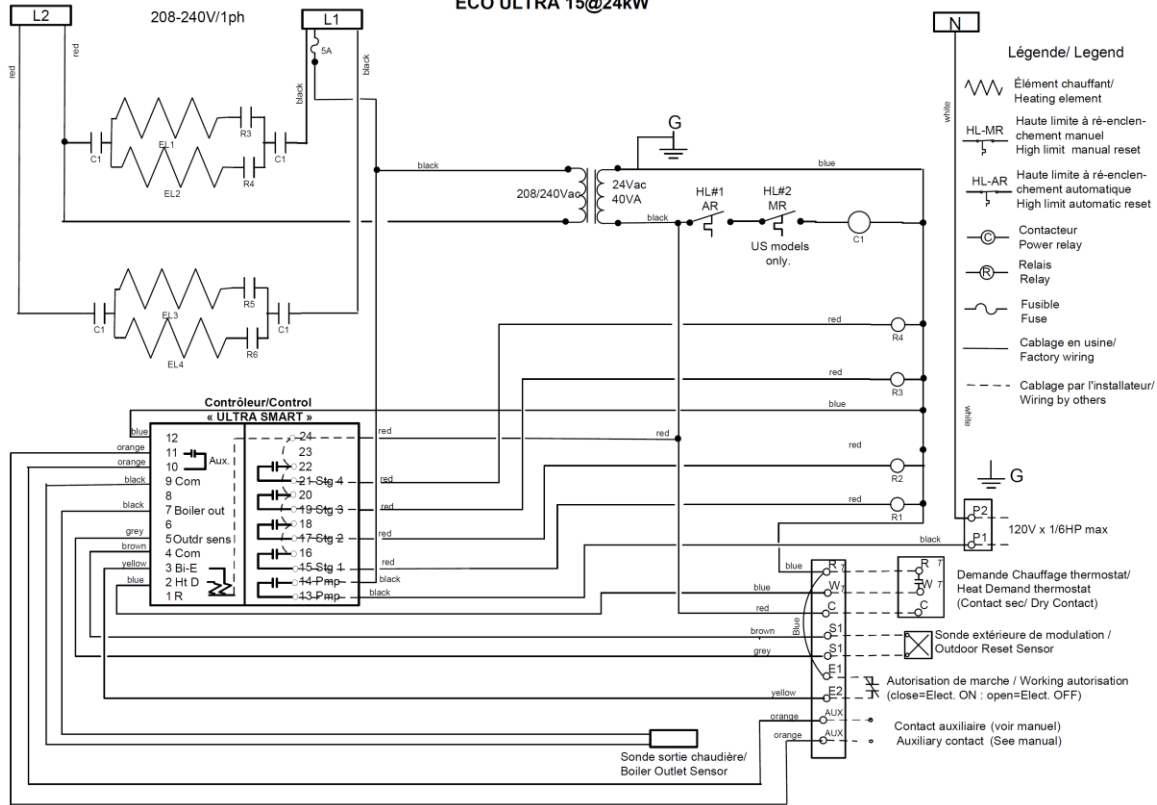 ECO ULTRA 15@24kW
L2
208-240V/1ph
L1
5A
N
red
red
black
black
white
EL1
R3
C1
C1
EL2
R4
EL3
R5
C1
C1
EL4
R6
black
208/240Vac
24Vac
40VA
G
blue
black
HL#1
AR
HL#2
MR
US models
only.
C1
red
R4
red
R3
blue
red
red
R2
red
R1
black
Légende/ Legend
Élément chauffant/
Heating element
HL-MR
Haute limite à ré-enclen-
chement manuel
High limit manual reset
HL-AR
Haute limite à ré-enclen-
chement automatique
High limit automatic reset
C
Contacteur
Power relay
R
Relais
Relay
Fusible
Fuse
Cablage en usine/
Factory wiring
Cablage par l'installateur/
Wiring by others
white
G
P2
P1
120V x 1/6HP max
Contrôleur/Control
« ULTRA SMART »
blue
orange
orange
black
black
grey
brown
yellow
blue
12
11
10
Aux.
9 Com
8
7 Boiler out
6
5 Outdr sens
4 Com
3 Bi-E
2 Ht D
1 R
24
23
22
21 Stg 4
20
19 Stg 3
18
17 Stg 2
16
15 Stg 1
14 Pmp
13 Pmp
red
red
red
red
red
black
black
blue
blue
red
brown
grey
Blue
yellow
orange
orange
R T
W T
C
S1
S1
E1
E2
AUX
AUX
R T
W T
C
Demande Chauffage thermostat/
Heat Demand thermostat
(Contact sec/ Dry Contact)
Sonde extérieure de modulation /
Outdoor Reset Sensor
Autorisation de marche / Working autorisation
(close=Elect. ON : open=Elect. OFF)
Contact auxiliaire (voir manuel)
Auxiliary contact (See manual)
Sonde sortie chaudière/
Boiler Outlet Sensor